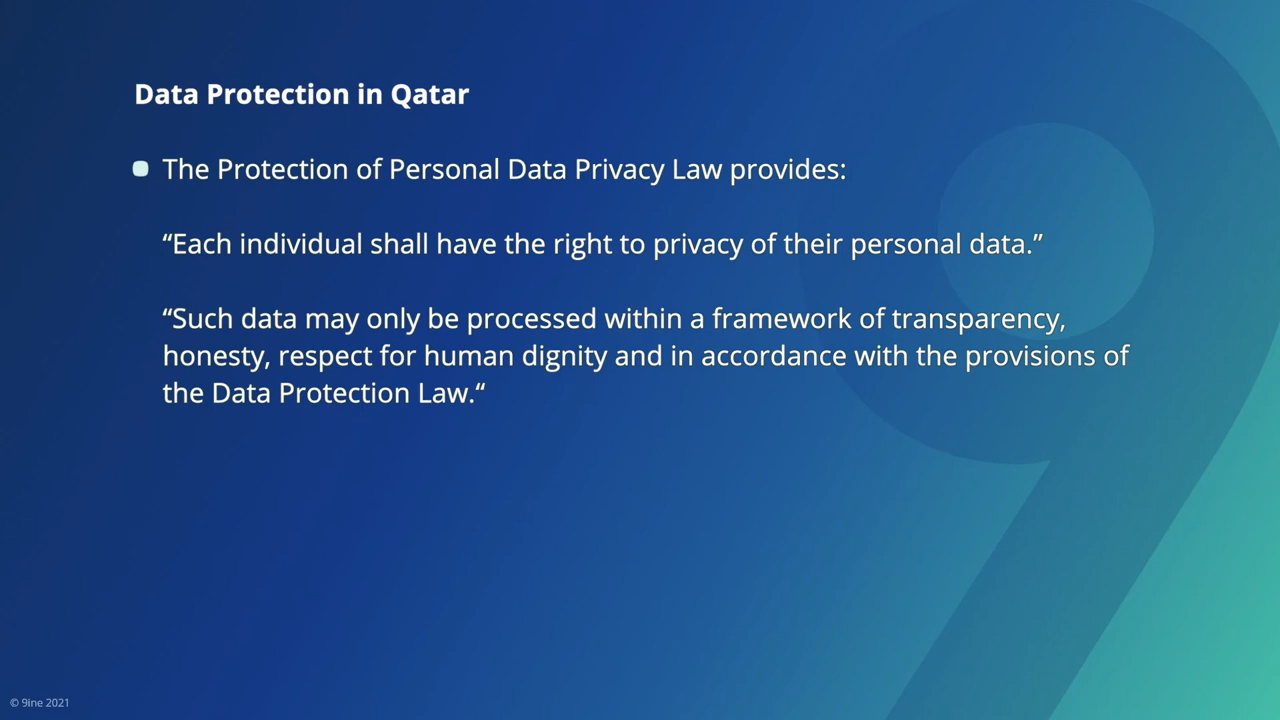 Data Protection in Qatar
The Protection of Personal Data Privacy Law provides:
“Each individual shall have the right to privacy of their personal data.”
“Such data may only be processed within a framework of transparency,
honesty, respect for human dignity and in accordance with the provisions of
the Data Protection Law.“
© 9ine 2021